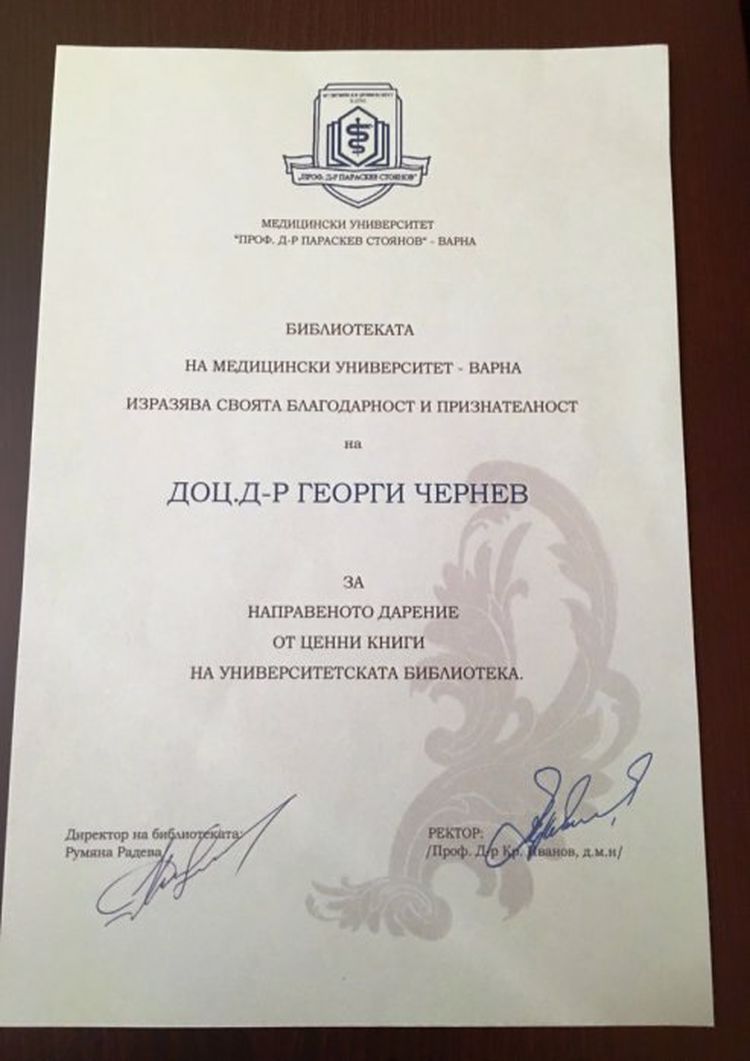 „ПРОФ. Д-Р ПАРАСКЕВ СТОЯНОВ"
МЕДИЦИНСКИ УНИВЕРСИТЕТ
"ПРОФ. Д-Р ПАРАСКЕВ СТОЯНОВ" - ВАРНА
БИБЛИОТЕКАТА
НА МЕДИЦИНСКИ УНИВЕРСИТЕТ - ВАРНА
ИЗРАЗЯВА СВОЯТА БЛАГОДАРНОСТ И ПРИЗНАТЕЛНОСТ
на
ДОЦ.Д-Р ГЕОРГИ ЧЕРНЕВ
ЗА
НАПРАВЕНОТО ДАРЕНИЕ
ОТ ЦЕННИ КНИГИ
НА УНИВЕРСИТЕТСКАТА БИБЛИОТЕКА.
Директор на библиотеката:
Румяна Радева
РЕКТОР:
/Проф. Д-р Кр. Иванов, д.м.н/